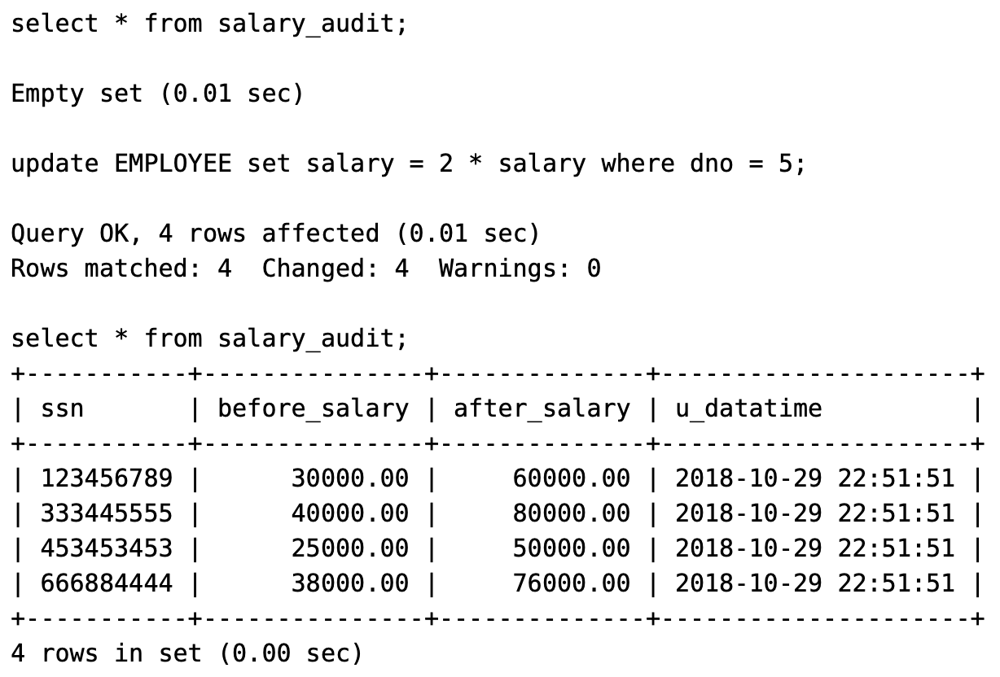 select * from salary_audit;
Empty set (0.01 sec)
update EMPLOYEE set salary = 2 * salary where dno = 5;
Query OK, 4 rows affected (0.01 sec)
Rows matched: 4  Changed: 4  Warnings: 0
select * from salary_audit;
+-----------+---------------+--------------+---------------------+
| ssn       | before_salary | after_salary | u_datatime          |
+-----------+---------------+--------------+---------------------+
| 123456789 |      30000.00 |     60000.00 | 2018-10-29 22:51:51 |
| 333445555 |      40000.00 |     80000.00 | 2018-10-29 22:51:51 |
| 453453453 |      25000.00 |     50000.00 | 2018-10-29 22:51:51 |
| 666884444 |      38000.00 |     76000.00 | 2018-10-29 22:51:51 |
+-----------+---------------+--------------+---------------------+
4 rows in set (0.00 sec)